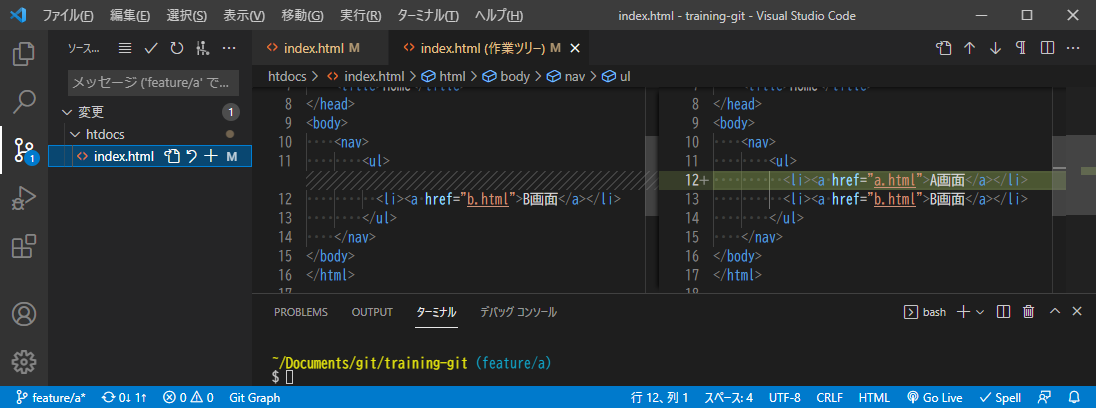 ファイル(F) 編集(E) 選択(S) 表示(V) 移動(G) 実行(R) ターミナル(T) ヘルプ(H) index.html - training-git - Visual Studio Code
ソース...
index.html M
index.html (作業ツリー) M
htdocs > index.html > html > body > nav > ul
メッセージ ('feature/a' で...
変更 1
htdocs
index.html M
1
8 </head>
9 <body>
10 ····<nav>
11 ········<ul>
12 ············<li><a·href="b.html">B画面</a></li>
13 ········</ul>
14 ····</nav>
15 </body>
16 </html>
17
7 <title>Home</title>
8 </head>
9 <body>
10 ····<nav>
11 ········<ul>
12+ ············<li><a·href="a.html">A画面</a></li>
13 ············<li><a·href="b.html">B画面</a></li>
14 ········</ul>
15 ····</nav>
16 </body>
17 </html>
18
PROBLEMS OUTPUT ターミナル デバッグ コンソール bash
~/Documents/git/training-git (feature/a)
$
feature/a* 0↓ 1↑ 0 0 Git Graph 行 12、列 1 スペース: 4 UTF-8 CRLF HTML Go Live Spell